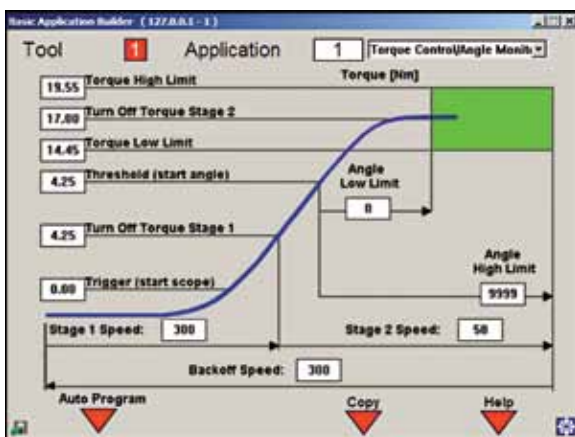 Basic Application Builder - ( 127.0.0.1 - 1 )
Tool 1 Application 1 Torque Control/Angle Monit
Torque [Nm]
19.55 Torque High Limit
17.00 Turn Off Torque Stage 2
14.45 Torque Low Limit
4.25 Threshold (start angle)
Angle
Low Limit
0
4.25 Turn Off Torque Stage 1
Angle
High Limit
0.00 Trigger (start scope)
9999
Stage 1 Speed: 300 Stage 2 Speed: 50
Backoff Speed: 300
Auto Program Copy Help